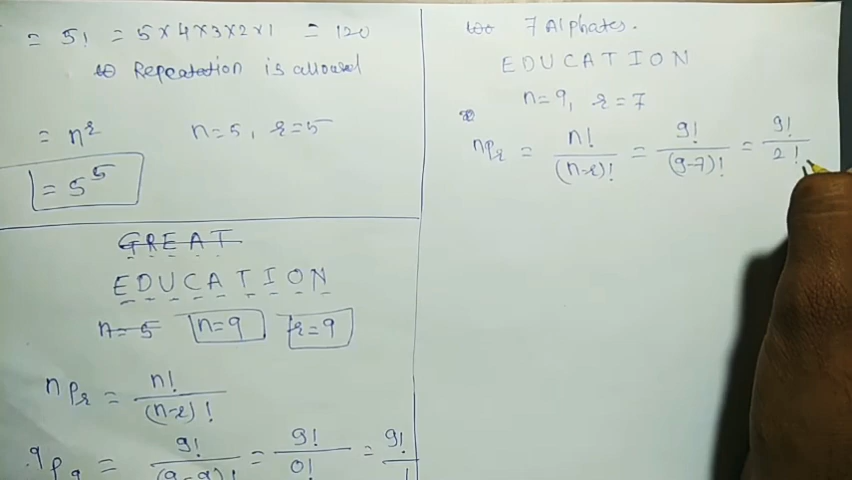 = 5! = 5×4×3×2×1 = 120
Repeatation is allowed
= n^r n=5, r=5
= 5^5
GREAT
EDUCATION
n=5 n=9 r=9
nPr = n!/(n-r)!
9P9 = 9!/(9-9)! = 9!/0! = 9!/1
7 Alphates.
EDUCATION
n=9, r=7
nPr = n!/(n-r)! = 9!/(9-7)! = 9!/2!